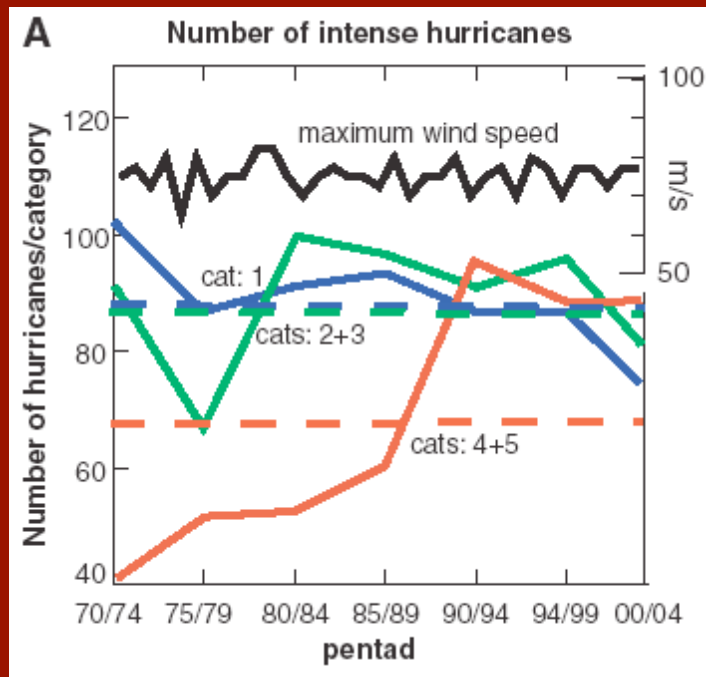 A
Number of intense hurricanes
Number of hurricanes/category
120
100
80
60
40
maximum wind speed
cat: 1
cats: 2+3
cats: 4+5
100
m/s
50
70/74 75/79 80/84 85/89 90/94 94/99 00/04
pentad